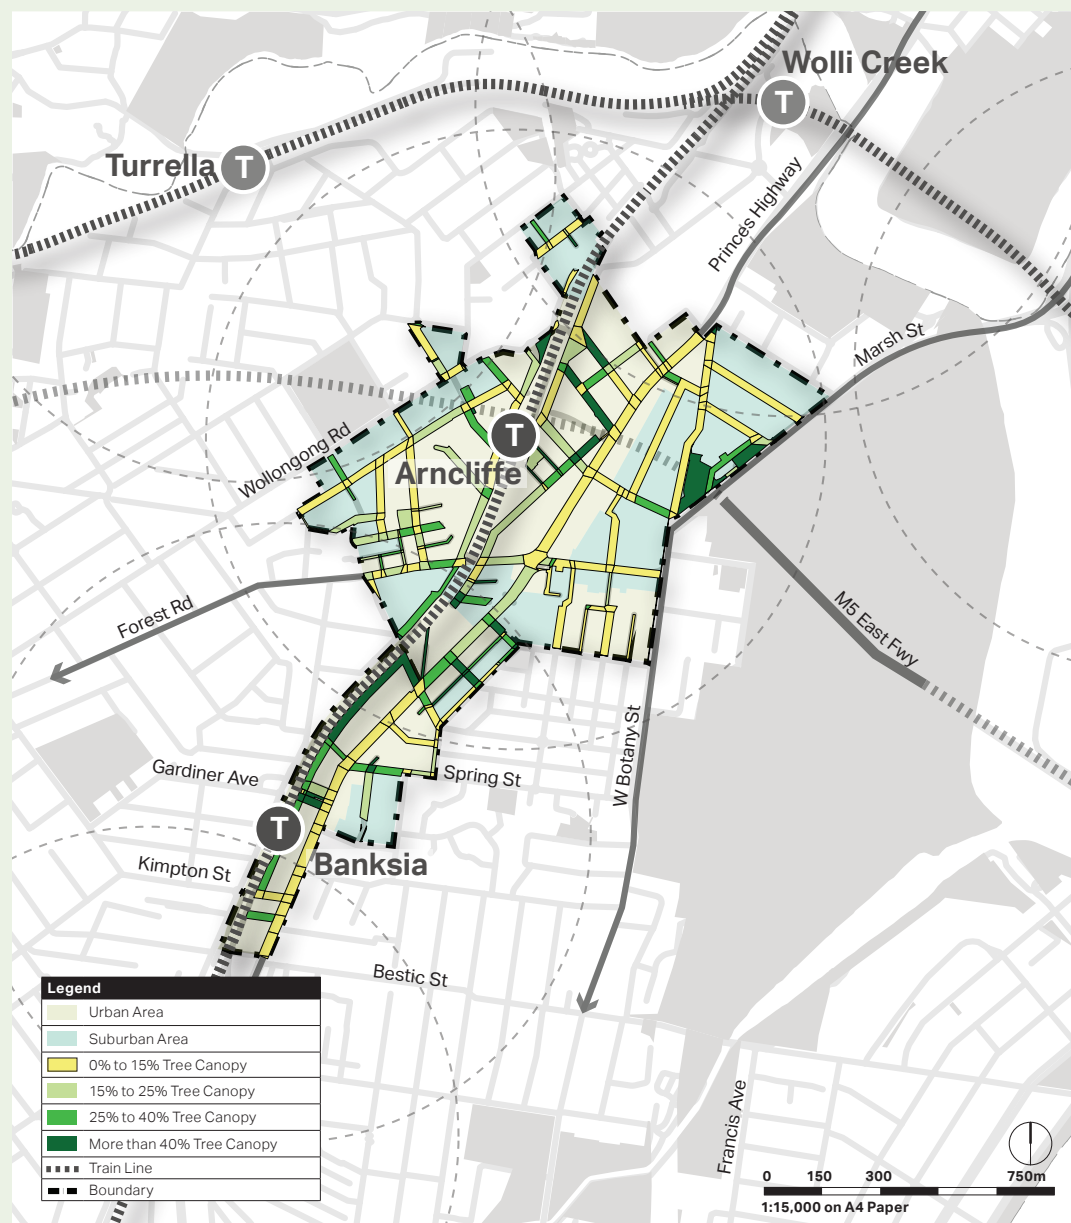 Wolli Creek
T
Turrella T
Princes Highway
Marsh St
T
Arncliffe
Wollongong Rd
Forest Rd
M5 East Fwy
W Botany St
Gardiner Ave
Spring St
T
Banksia
Kimpton St
Bestic St
Francis Ave
Legend
Urban Area
Suburban Area
0% to 15% Tree Canopy
15% to 25% Tree Canopy
25% to 40% Tree Canopy
More than 40% Tree Canopy
Train Line
Boundary
0 150 300 750m
1:15,000 on A4 Paper